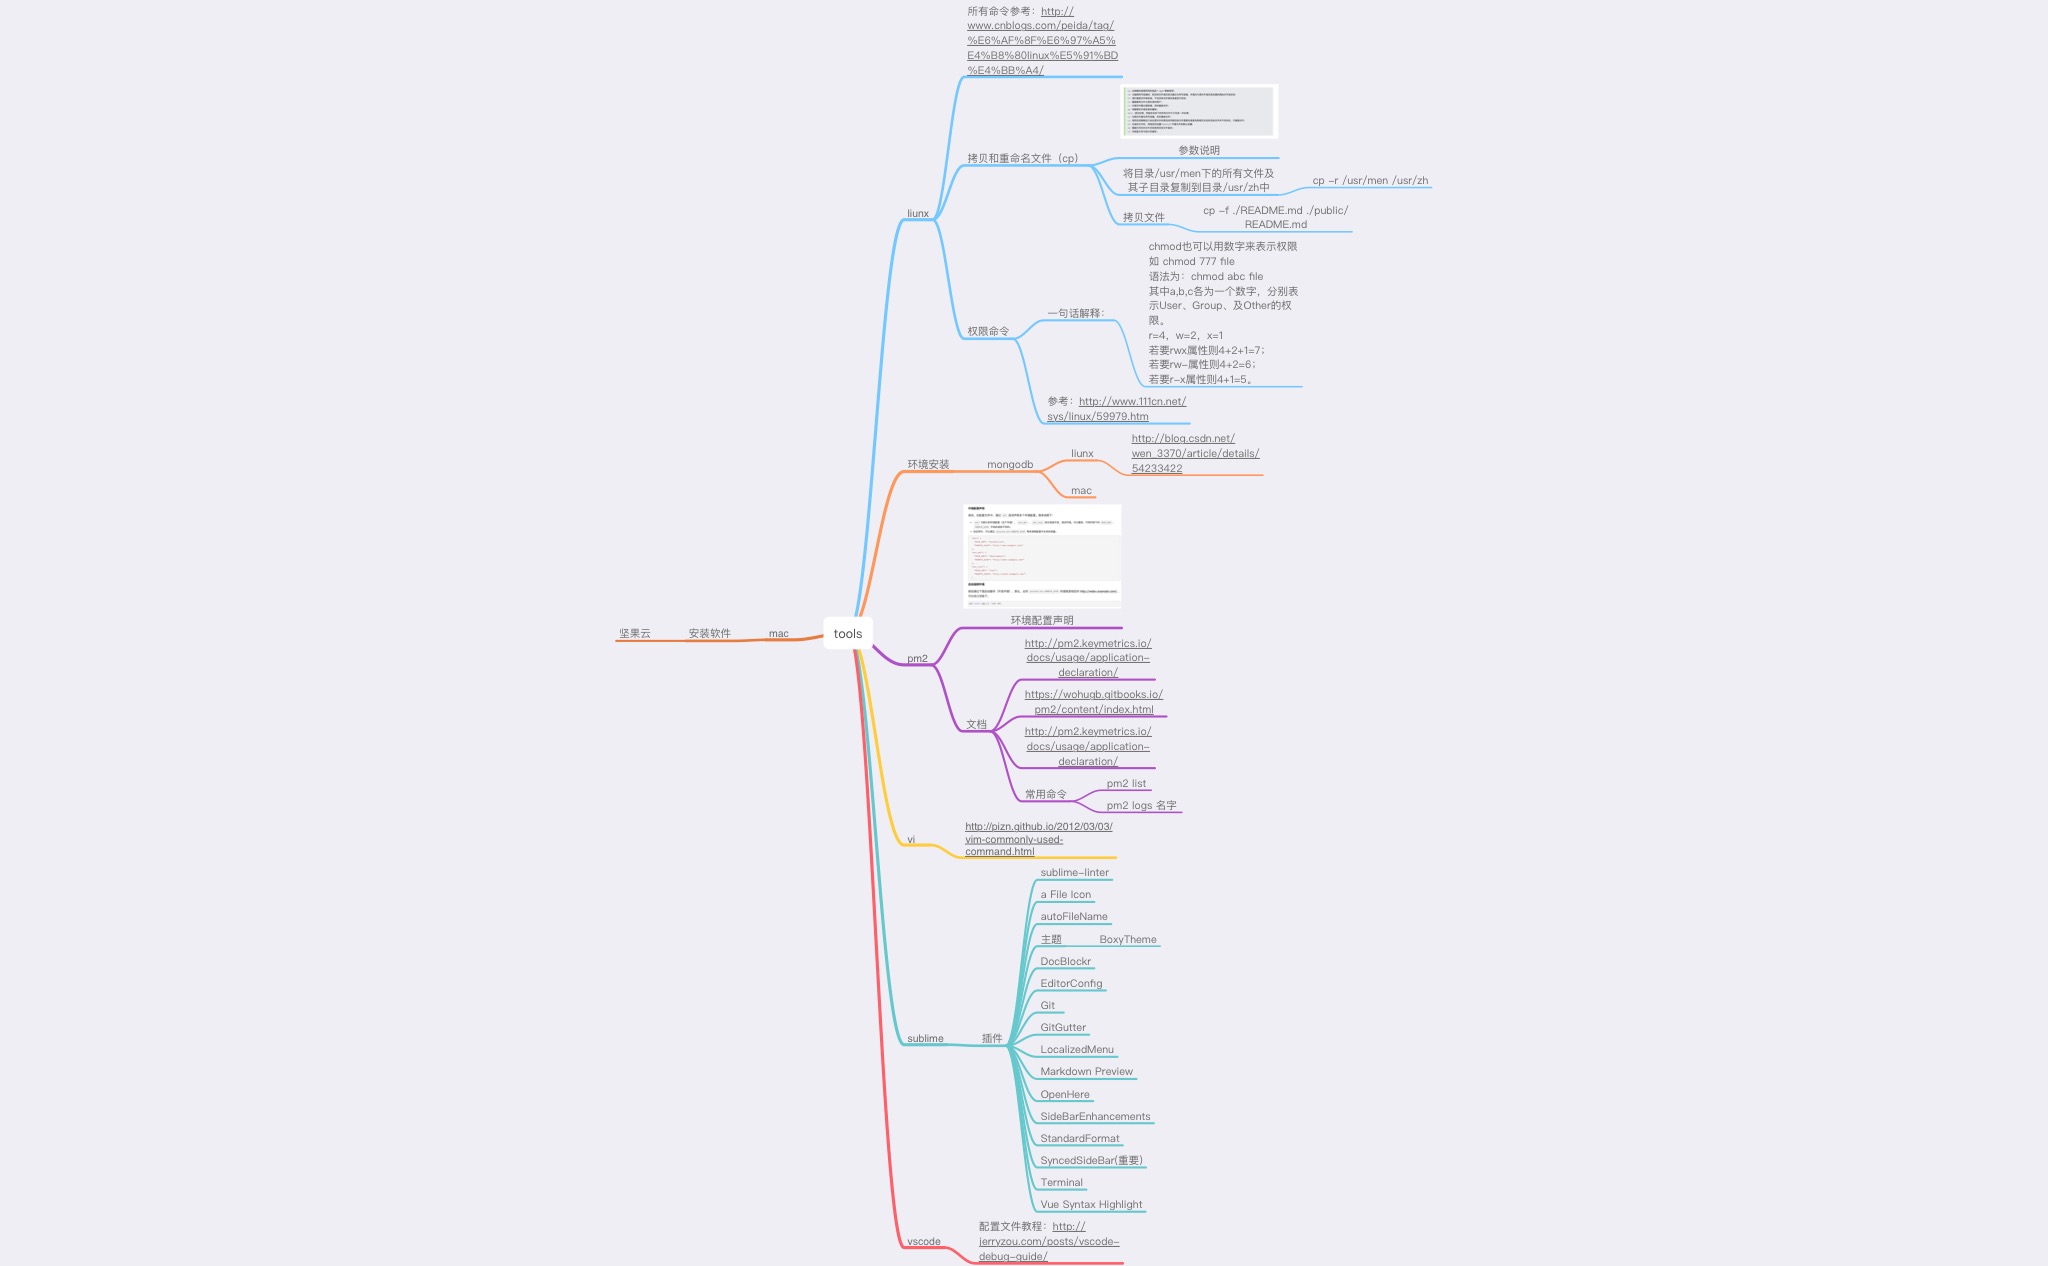 所有命令参考：http://
www.cnblogs.com/peida/tag/
%E6%AF%8F%E6%97%A5%
E4%B8%80linux%E5%91%BD
%E4%BB%A4/
拷贝和重命名文件（cp）
参数说明
将目录/usr/men下的所有文件及
其子目录复制到目录/usr/zh中
cp -r /usr/men /usr/zh
拷贝文件
cp -f ./README.md ./public/
README.md
liunx
权限命令
一句话解释：
chmod也可以用数字来表示权限
如 chmod 777 file
语法为：chmod abc file
其中a,b,c各为一个数字，分别表
示User、Group、及Other的权
限。
r=4，w=2，x=1
若要rwx属性则4+2+1=7；
若要rw-属性则4+2=6；
若要r-x属性则4+1=5。
参考：http://www.111cn.net/
sys/linux/59979.htm
环境安装
mongodb
liunx
http://blog.csdn.net/
wen_3370/article/details/
54233422
mac
tools
mac
安装软件
坚果云
pm2
环境配置声明
文档
http://pm2.keymetrics.io/
docs/usage/application-
declaration/
https://wohugb.gitbooks.io/
pm2/content/index.html
http://pm2.keymetrics.io/
docs/usage/application-
declaration/
常用命令
pm2 list
pm2 logs 名字
vi
http://pizn.github.io/2012/03/03/
vim-commonly-used-
command.html
sublime
插件
sublime-linter
a File Icon
autoFileName
主题
BoxyTheme
DocBlockr
EditorConfig
Git
GitGutter
LocalizedMenu
Markdown Preview
OpenHere
SideBarEnhancements
StandardFormat
SyncedSideBar(重要)
Terminal
Vue Syntax Highlight
vscode
配置文件教程：http://
jerryzou.com/posts/vscode-
debug-guide/